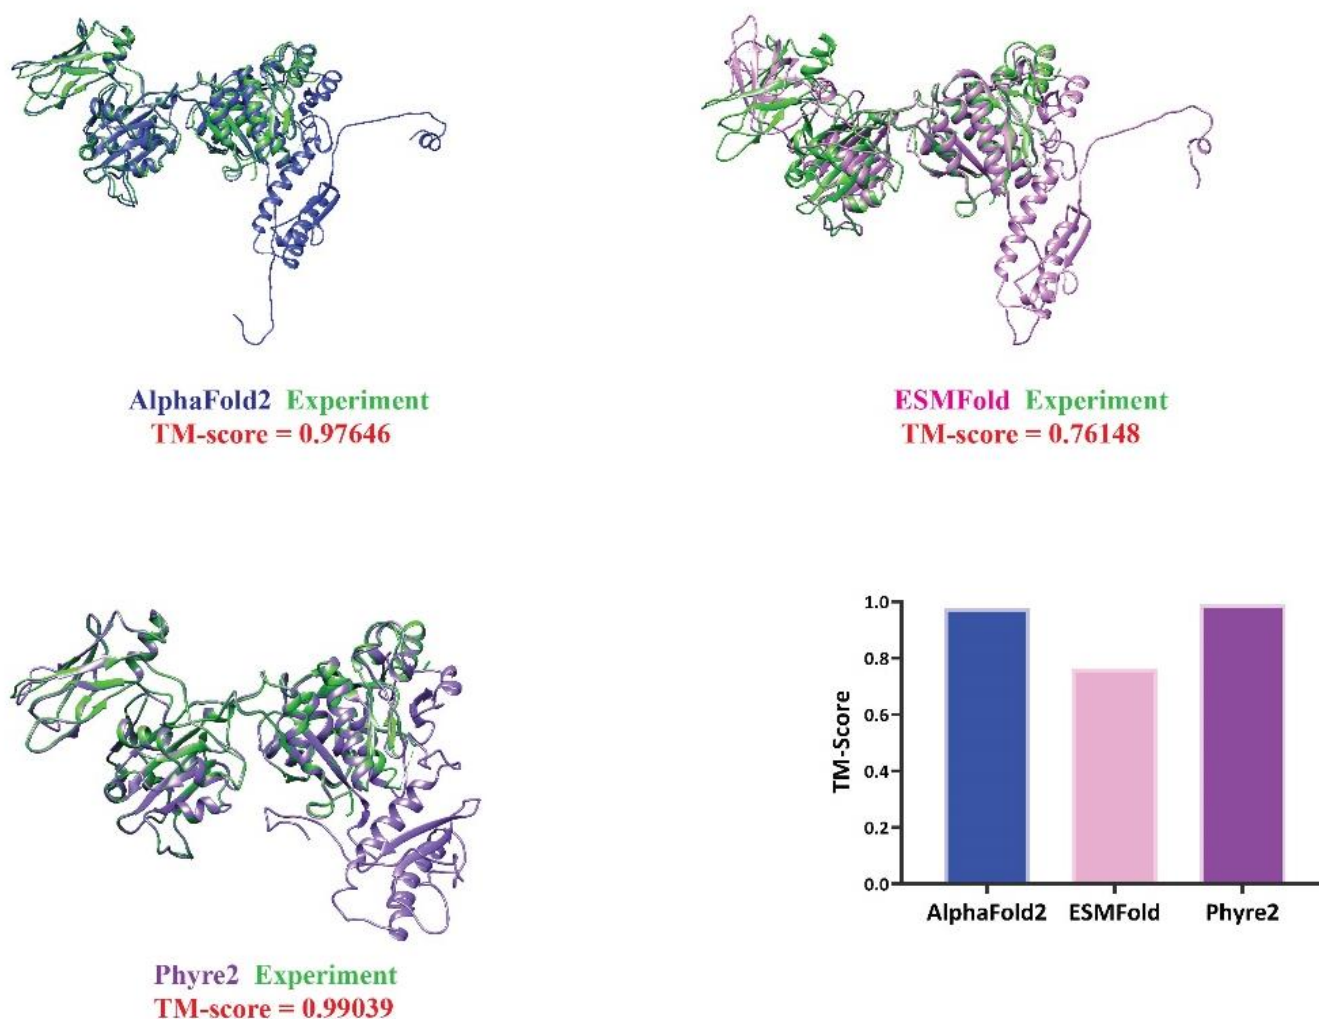 AlphaFold2 Experiment
TM-score = 0.97646
ESMFold Experiment
TM-score = 0.76148
Phyre2 Experiment
TM-score = 0.99039
TM-Score
1.0
0.8
0.6
0.4
0.2
0.0
AlphaFold2 ESMFold Phyre2